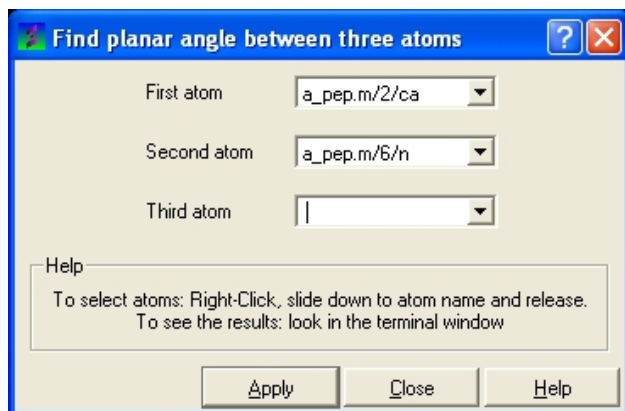 Find planar angle between three atoms
First atom a_pep.m/2/ca
Second atom a_pep.m/6/n
Third atom
Help
To select atoms: Right-Click, slide down to atom name and release.
To see the results: look in the terminal window
Apply Close Help